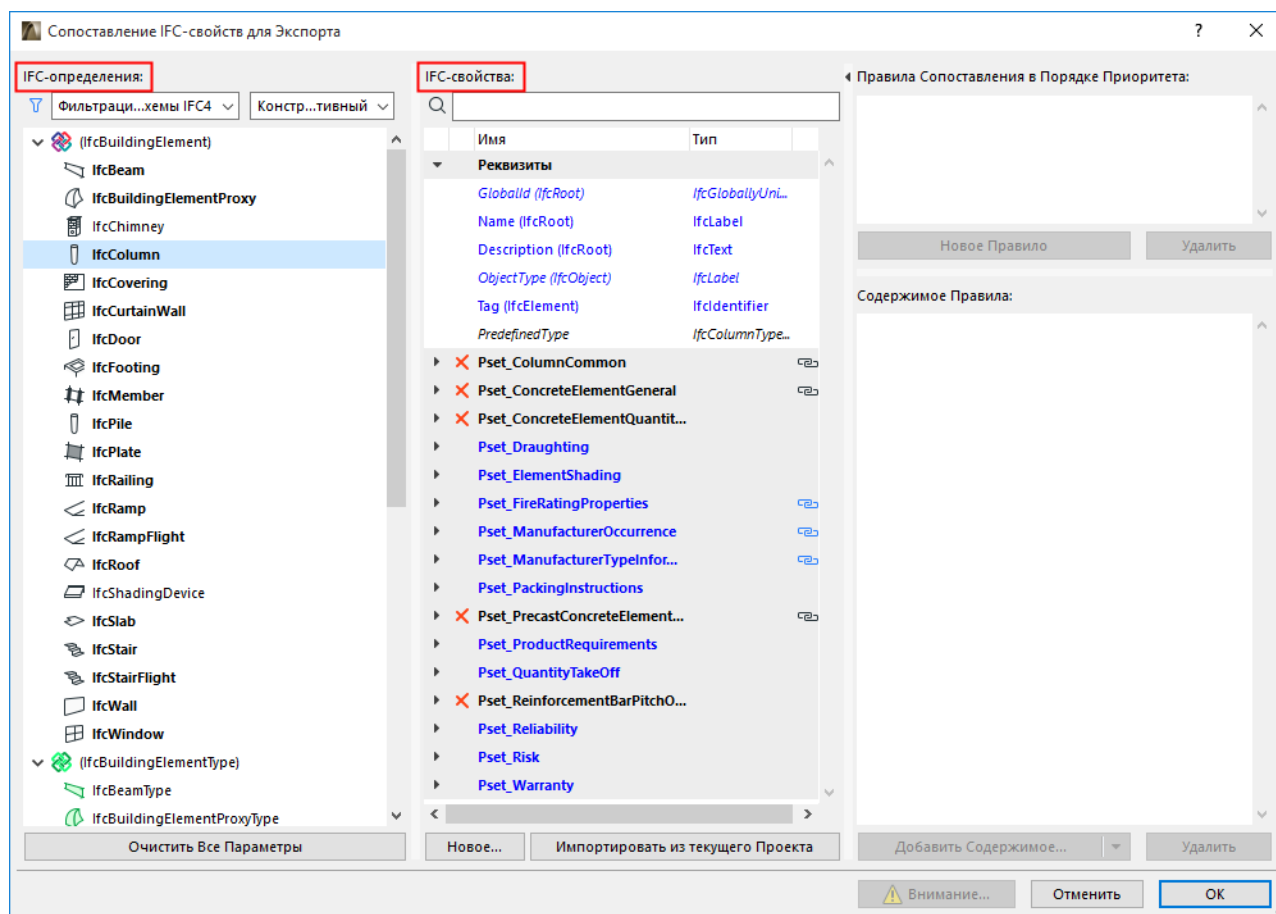 Сопоставление IFC-свойств для Экспорта
?
IFC-определения:
Фильтраци...хемы IFC4
Констр...тивный
(IfcBuildingElement)
IfcBeam
IfcBuildingElementProxy
IfcChimney
IfcColumn
IfcCovering
IfcCurtainWall
IfcDoor
IfcFooting
IfcMember
IfcPile
IfcPlate
IfcRailing
IfcRamp
IfcRampFlight
IfcRoof
IfcShadingDevice
IfcSlab
IfcStair
IfcStairFlight
IfcWall
IfcWindow
(IfcBuildingElementType)
IfcBeamType
IfcBuildingElementProxyType
Очистить Все Параметры
IFC-свойства:
Имя Тип
Реквизиты
GlobalId (IfcRoot) IfcGloballyUni...
Name (IfcRoot) IfcLabel
Description (IfcRoot) IfcText
ObjectType (IfcObject) IfcLabel
Tag (IfcElement) IfcIdentifier
PredefinedType IfcColumnType...
Pset_ColumnCommon
Pset_ConcreteElementGeneral
Pset_ConcreteElementQuantit...
Pset_Draughting
Pset_ElementShading
Pset_FireRatingProperties
Pset_ManufacturerOccurrence
Pset_ManufacturerTypeInfor...
Pset_PackingInstructions
Pset_PrecastConcreteElement...
Pset_ProductRequirements
Pset_QuantityTakeOff
Pset_ReinforcementBarPitchO...
Pset_Reliability
Pset_Risk
Pset_Warranty
Новое...
Импортировать из текущего Проекта
Правила Сопоставления в Порядке Приоритета:
Новое Правило
Удалить
Содержимое Правила:
Добавить Содержимое...
Удалить
Внимание...
Отменить
OK